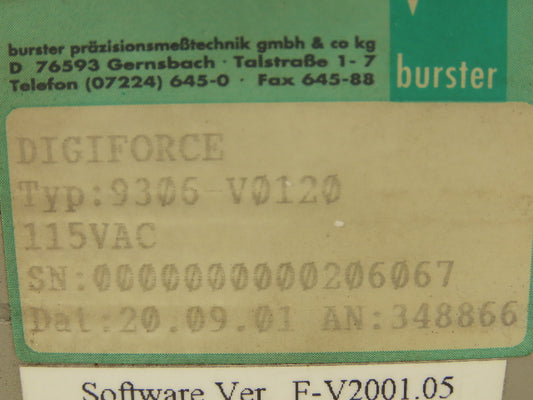 burster präzisionsmeßtechnik gmbh & co kg
D 76593 Gernsbach · Talstraße 1 - 7
Telefon (07224) 645-0 · Fax 645-88
burster
DIGIFORCE
Typ:9306-V0120
115VAC
SN:0000000000206067
Dat:20.09.01 AN:348866
Software Ver F-V2001.05